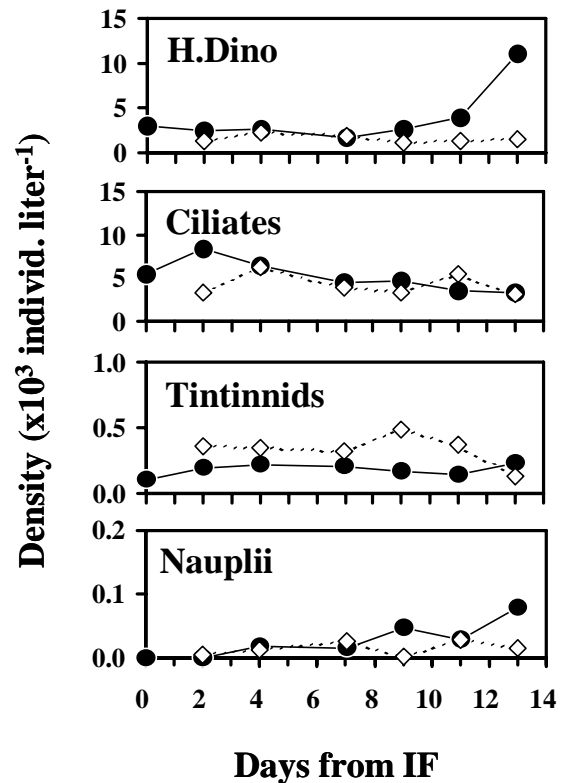 15
H.Dino
10
5
0
15
Ciliates
10
5
0
1.0
Tintinnids
0.5
0.0
0.2
Nauplii
0.1
0.0
Density (x10³ individ. liter⁻¹)
0 2 4 6 8 10 12 14
Days from IF